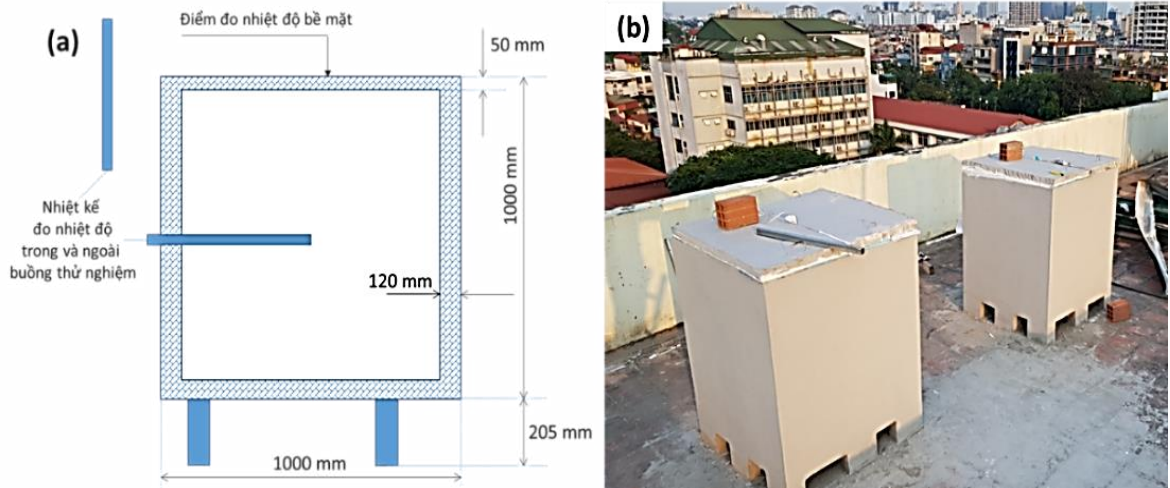 (a)
Điểm đo nhiệt độ bề mặt
50 mm
1000 mm
Nhiệt kế
đo nhiệt độ
trong và ngoài
buồng thử nghiệm
120 mm
205 mm
1000 mm
(b)